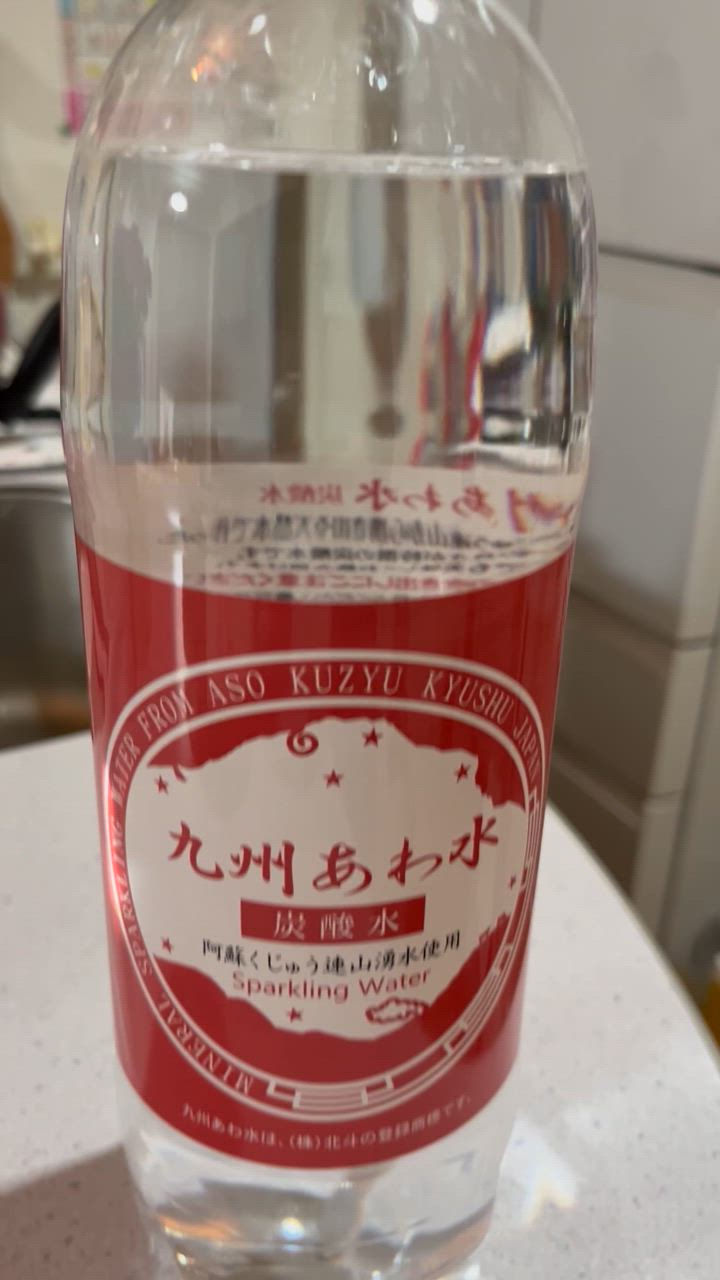 MINERAL SPARKLING WATER FROM ASO KUZYU KYUSHU JAPAN
九州あわ水
炭酸水
阿蘇くじゅう連山湧水使用
Sparkling Water
九州あわ水は、(株)北斗の登録商標です。